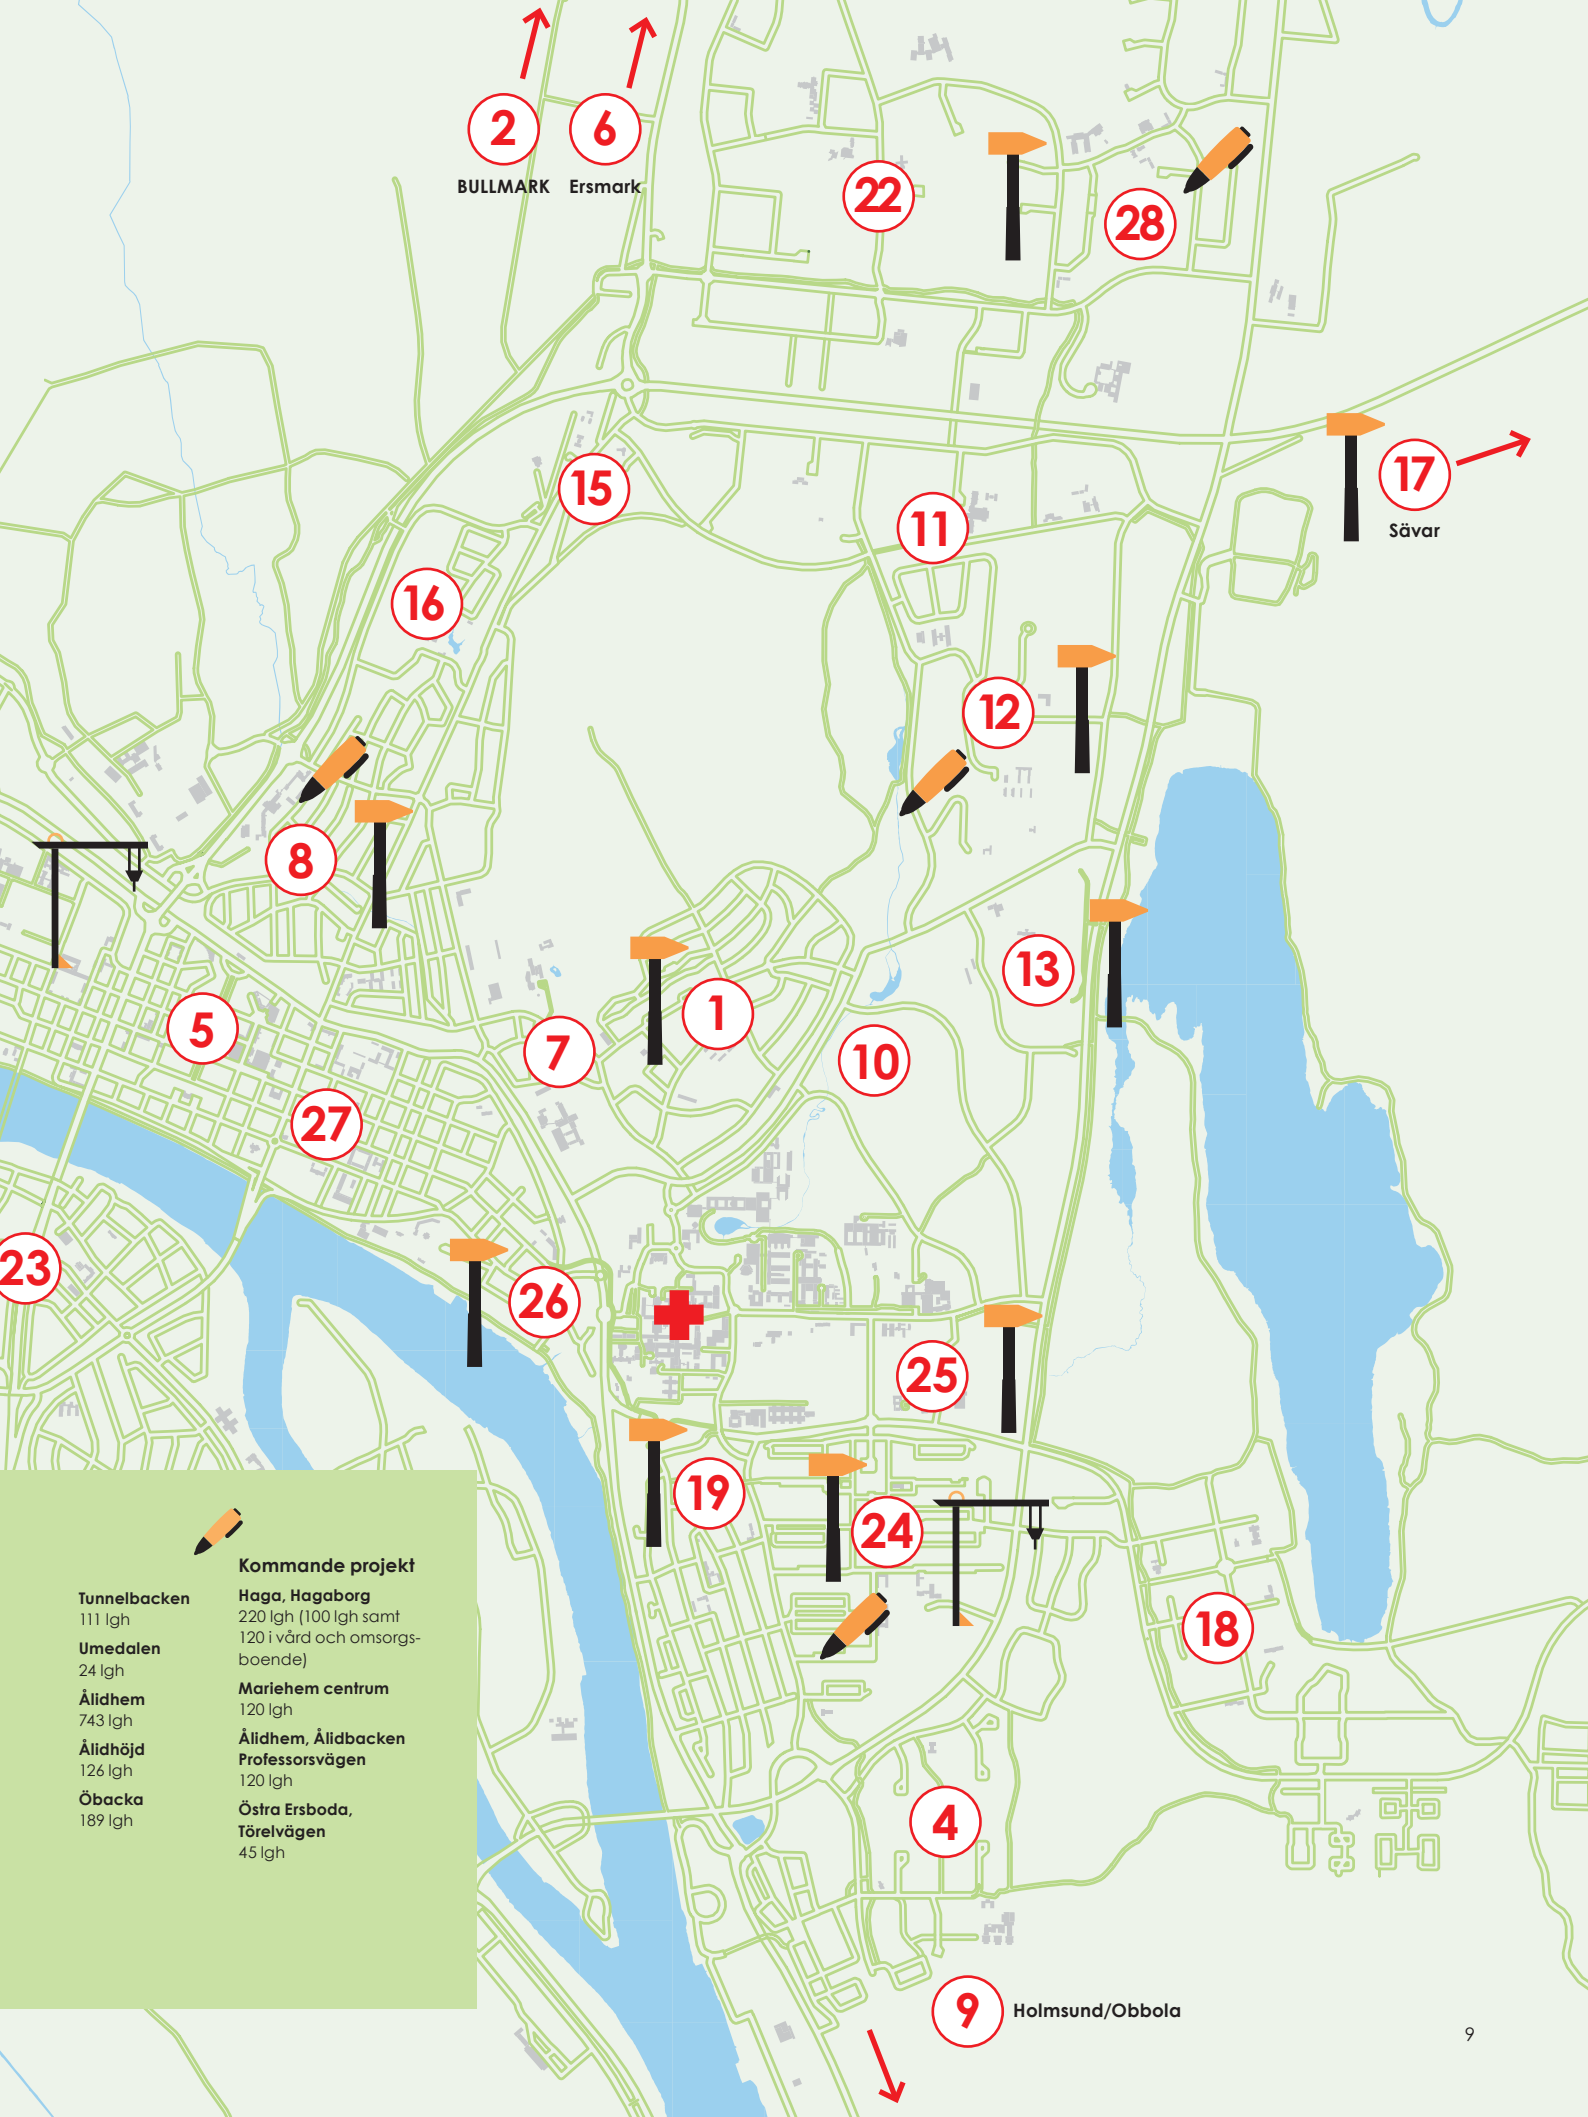 2
6
BULLMARK
Ersmark
22
28
17
Sävar
15
11
16
12
8
13
1
5
7
10
27
23
26
25
19
24
18
4
9
Holmsund/Obbola
Tunnelbacken
111 lgh
Umedalen
24 lgh
Ålidhem
743 lgh
Ålidhöjd
126 lgh
Öbacka
189 lgh
Kommande projekt
Haga, Hagaborg
220 lgh (100 lgh samt
120 i vård och omsorgs-
boende)
Mariehem centrum
120 lgh
Ålidhem, Ålidbacken
Professorsvägen
120 lgh
Östra Ersboda,
Törelvägen
45 lgh
9